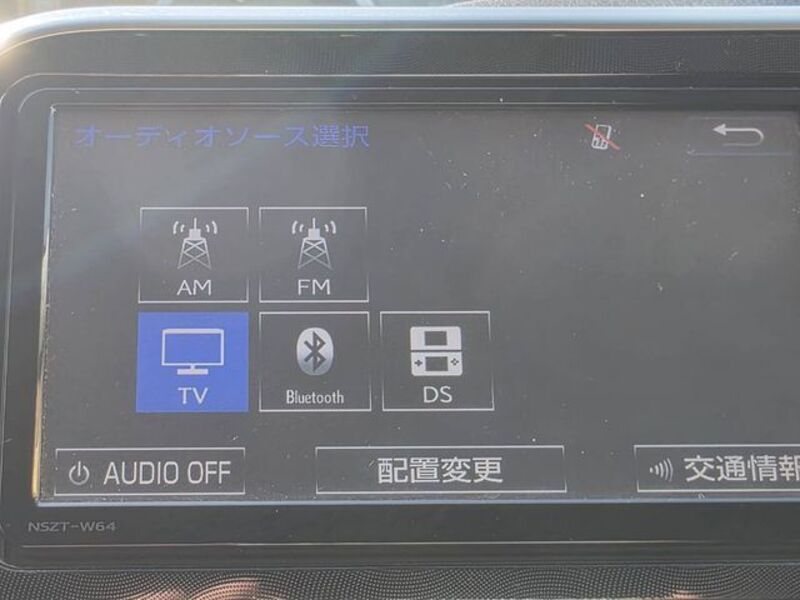 オーディオソース選択
AM
FM
TV
Bluetooth
DS
AUDIO OFF
配置変更
交通情報
NSZT-W64